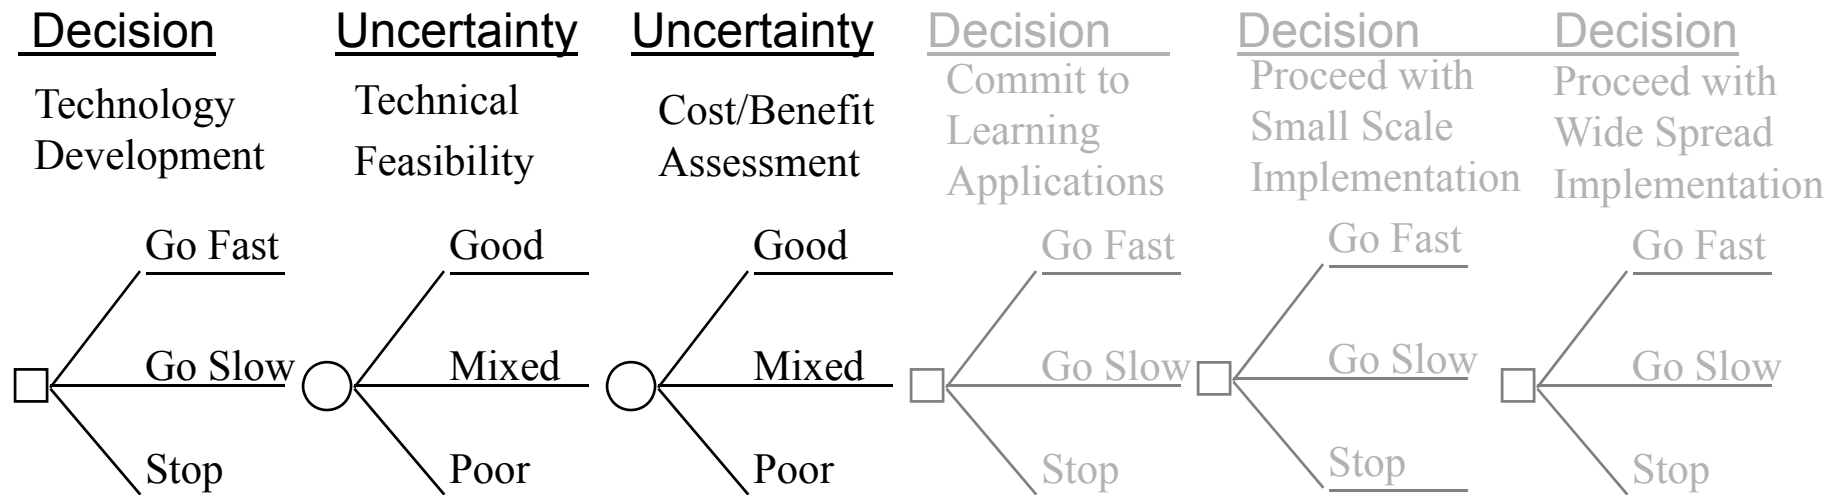 Decision
Technology
Development
Go Fast
Go Slow
Stop
Uncertainty
Technical
Feasibility
Good
Mixed
Poor
Uncertainty
Cost/Benefit
Assessment
Good
Mixed
Poor
Decision
Commit to
Learning
Applications
Go Fast
Go Slow
Stop
Decision
Proceed with
Small Scale
Implementation
Go Fast
Go Slow
Stop
Decision
Proceed with
Wide Spread
Implementation
Go Fast
Go Slow
Stop